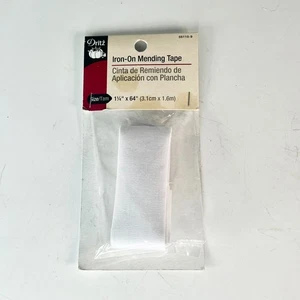 Dritz
Iron-On Mending Tape
Cinta de Remiendo de
Aplicación con Plancha
1¼" x 64" (3.1cm x 1.6m)